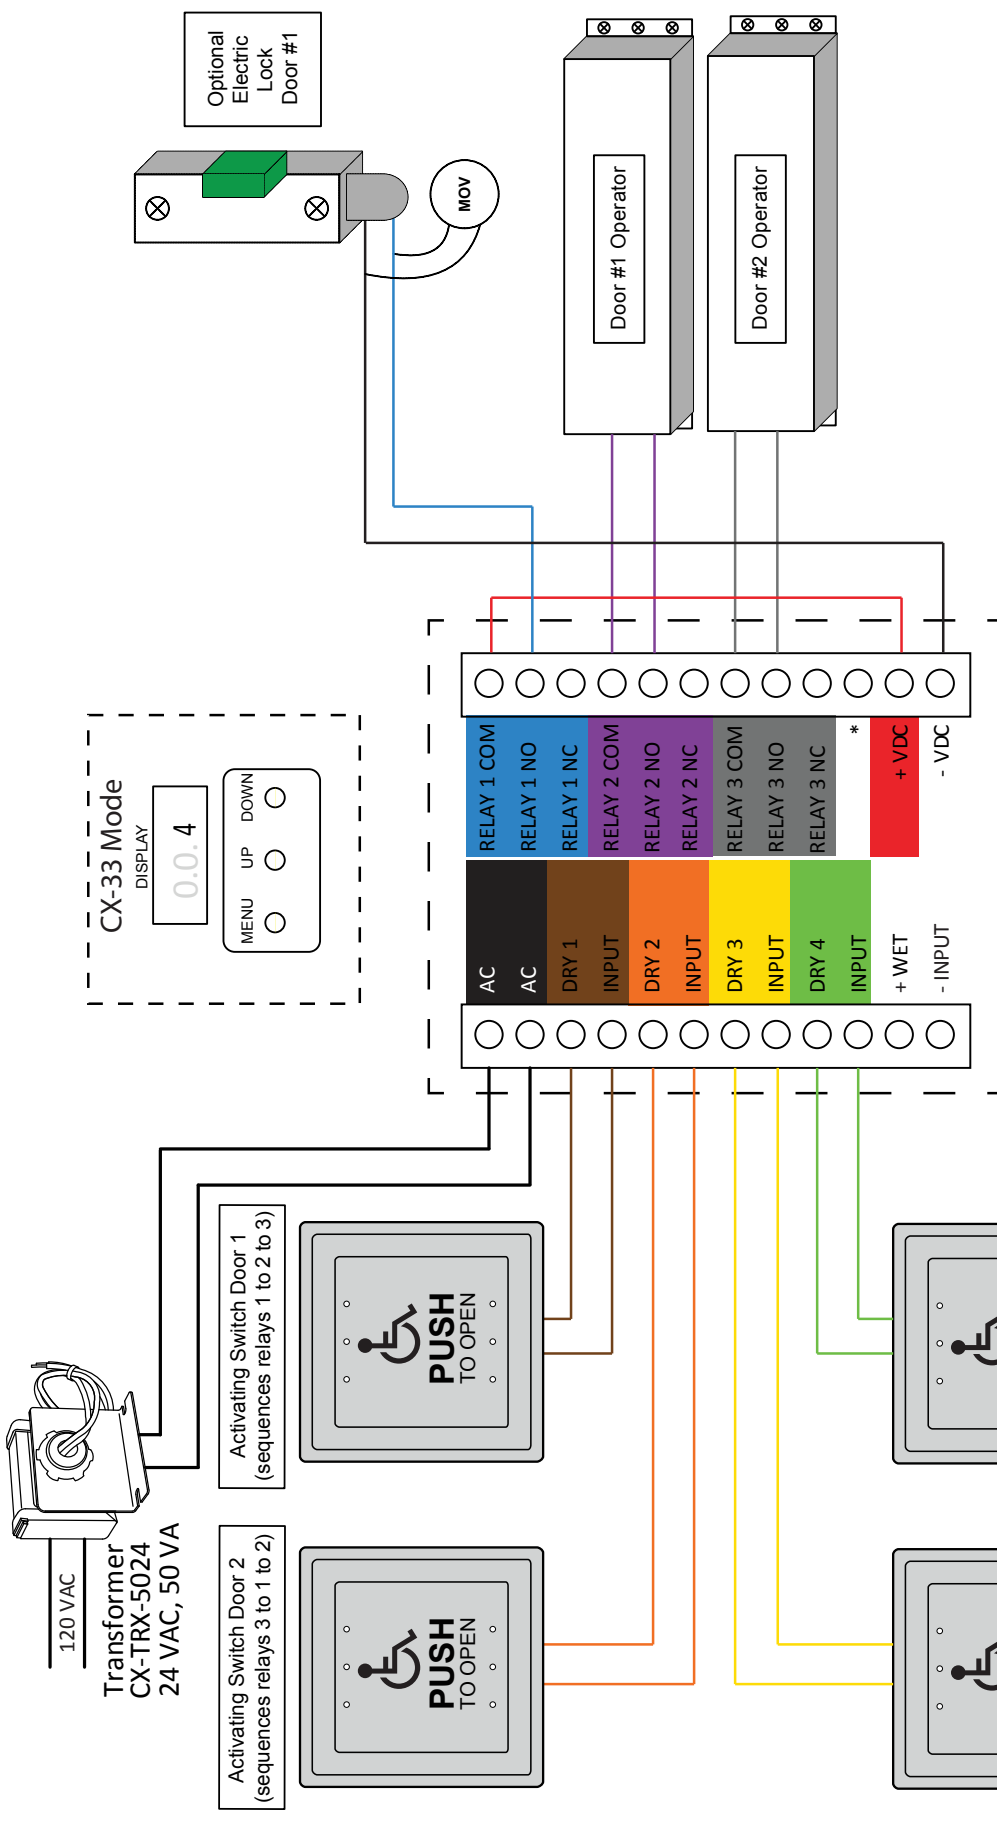 120 VAC
Transformer
CX-TRX-5024
24 VAC, 50 VA
CX-33 Mode
DISPLAY
0.0. 4
MENU UP DOWN
Optional
Electric
Lock
Door #1
MOV
Activating Switch Door 2
(sequences relays 3 to 1 to 2)
PUSH
TO OPEN
Activating Switch Door 1
(sequences relays 1 to 2 to 3)
PUSH
TO OPEN
AC
AC
DRY 1
INPUT
DRY 2
INPUT
DRY 3
INPUT
DRY 4
INPUT
+ WET
- INPUT
RELAY 1 COM
RELAY 1 NO
RELAY 1 NC
RELAY 2 COM
RELAY 2 NO
RELAY 2 NC
RELAY 3 COM
RELAY 3 NO
RELAY 3 NC
*
+ VDC
- VDC
Door #1 Operator
Door #2 Operator